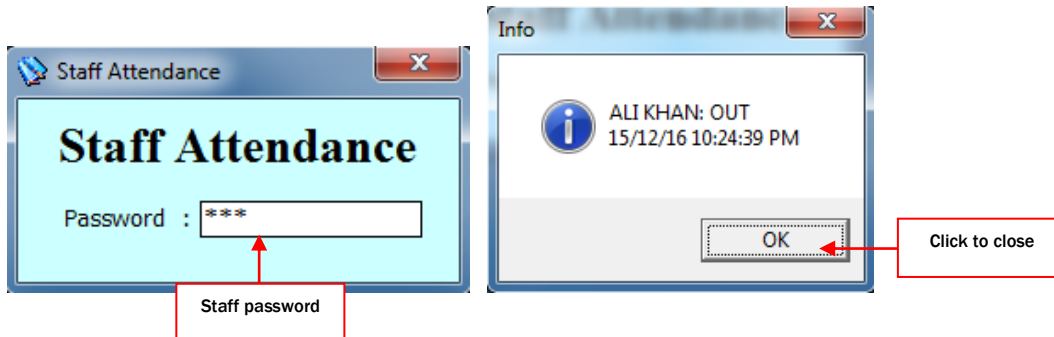 Staff Attendance
Staff Attendance
Password : ***
Staff password
Info
ALI KHAN: OUT
15/12/16 10:24:39 PM
OK
Click to close